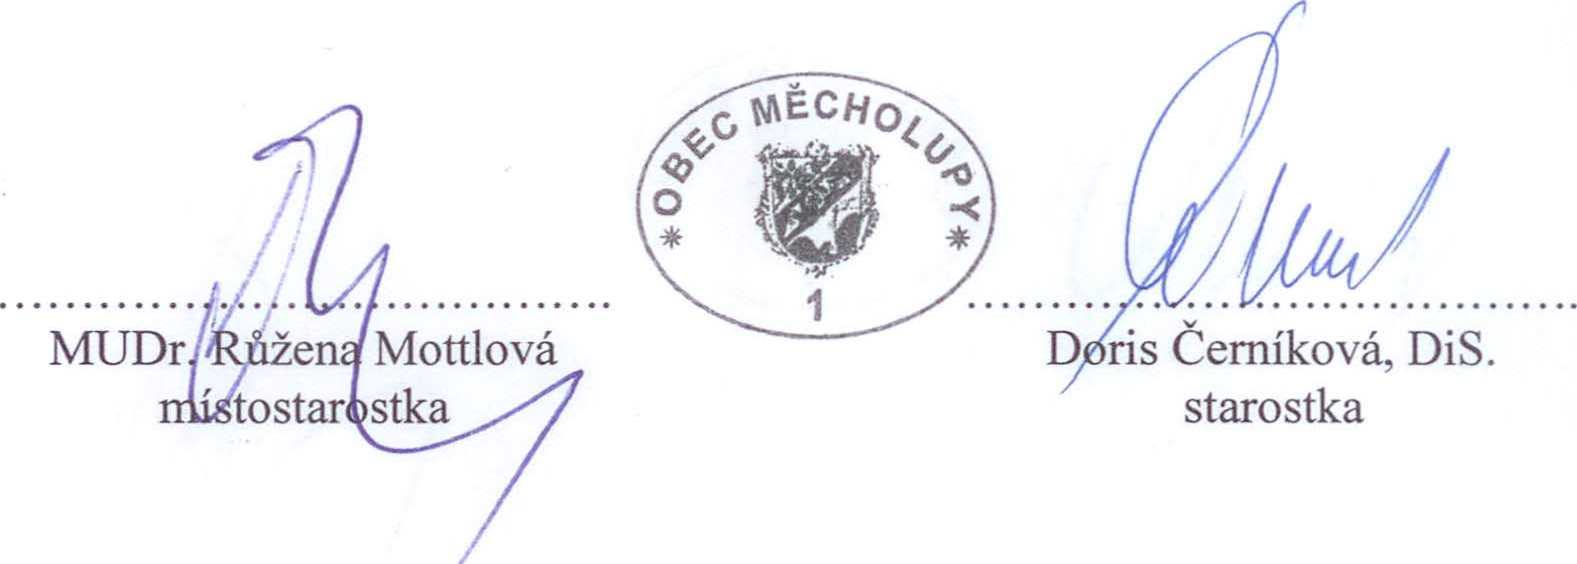 OBEC MĚCHOLUPY
1
MUDr. Růžena Mottlová
místostarostka
Doris Černíková, DiS.
starostka